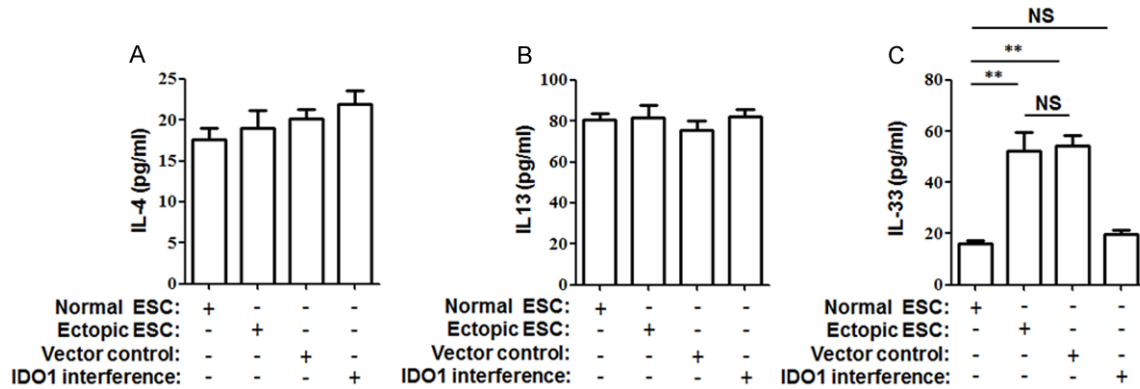 A
IL-4 (pg/ml)
25
20
15
10
5
0
Normal ESC: + - - -
Ectopic ESC: - + - -
Vector control: - - + -
IDO1 interference: - - - +
B
IL13 (pg/ml)
100
80
60
40
20
0
Normal ESC: + - - -
Ectopic ESC: - + - -
Vector control: - - + -
IDO1 interference: - - - +
C
NS
**
**
NS
IL-33 (pg/ml)
80
60
40
20
0
Normal ESC: + - - -
Ectopic ESC: + - - -
Vector control: - - + -
IDO1 interference: - - - +